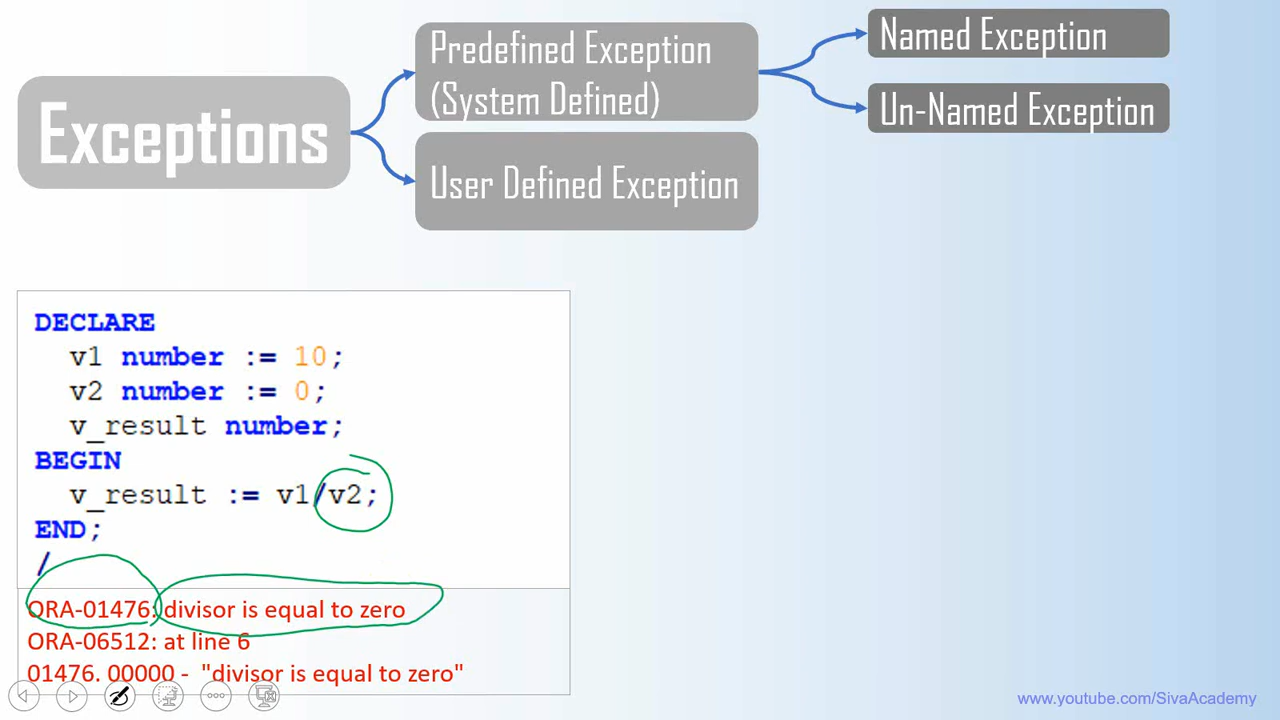 Exceptions
Predefined Exception
(System Defined)
User Defined Exception
Named Exception
Un-Named Exception
DECLARE
v1 number := 10;
v2 number := 0;
v_result number;
BEGIN
v_result := v1/v2;
END;
/
ORA-01476: divisor is equal to zero
ORA-06512: at line 6
01476. 00000 - "divisor is equal to zero"
www.youtube.com/SivaAcademy